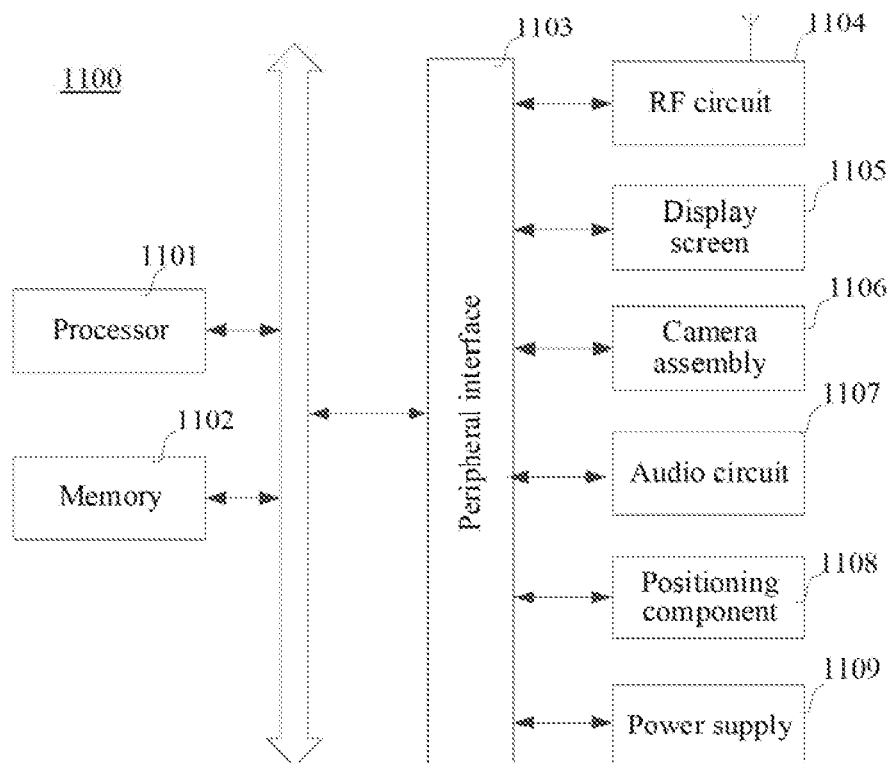 1100
1101
Processor
1102
Memory
1103
Peripheral interface
1104
RF circuit
1105
Display
screen
1106
Camera
assembly
1107
Audio circuit
1108
Positioning
component
1109
Power supply